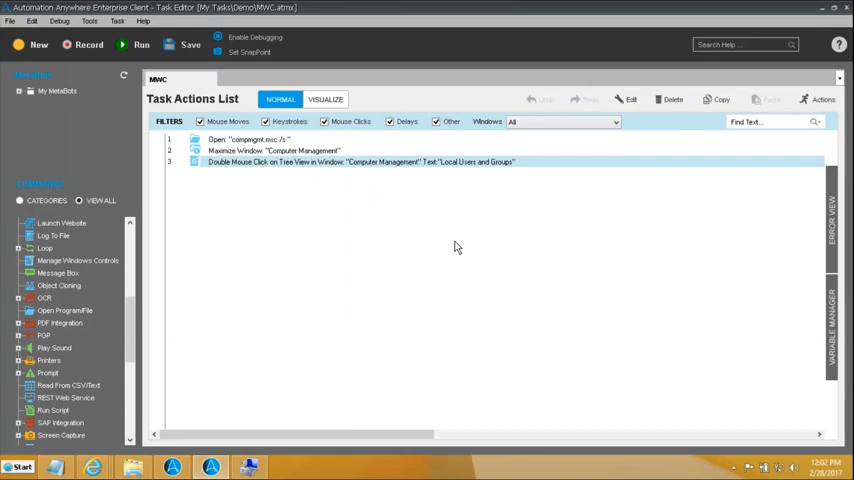 Automation Anywhere Enterprise Client - Task Editor [My Tasks\Demo\MWC.atmx]
File Edit Debug Tools Task Help
New Record Run Save
Enable Debugging
Set SnapPoint
Search Help ...
?
MetaBots
My MetaBots
MWC
Task Actions List
NORMAL VISUALIZE
Undo Redo Edit Delete Copy Paste Actions
FILTERS Mouse Moves Keystrokes Mouse Clicks Delays Other Windows All Find Text...
1 Open: "compmgmt.msc /s "
2 Maximize Window: "Computer Management"
3 Double Mouse Click on Tree View in Window: "Computer Management" Text:"Local Users and Groups"
COMMANDS
CATEGORIES VIEW ALL
Launch Website
Log To File
Loop
Manage Windows Controls
Message Box
Object Cloning
OCR
Open Program/File
PDF Integration
PGP
Play Sound
Printers
Prompt
Read From CSV/Text
REST Web Service
Run Script
SAP Integration
Screen Capture
ERROR VIEW
VARIABLE MANAGER
Start
12:02 PM
2/28/2017